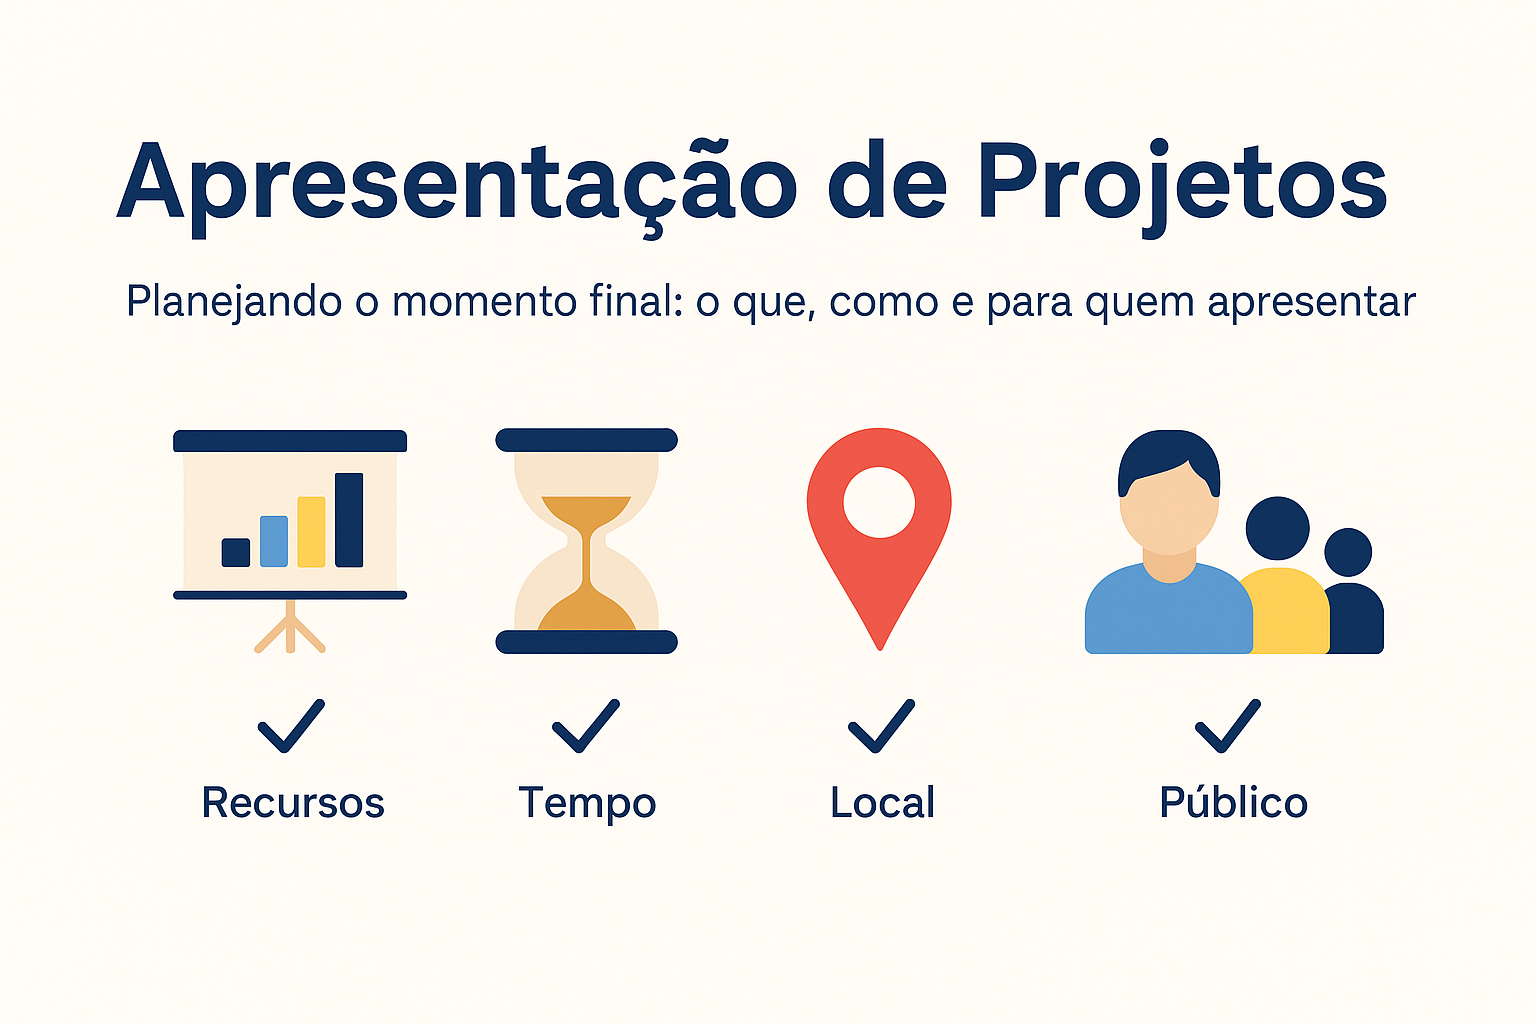 Apresentação de Projetos
Planejando o momento final: o que, como e para quem apresentar
Recursos
Tempo
Local
Público